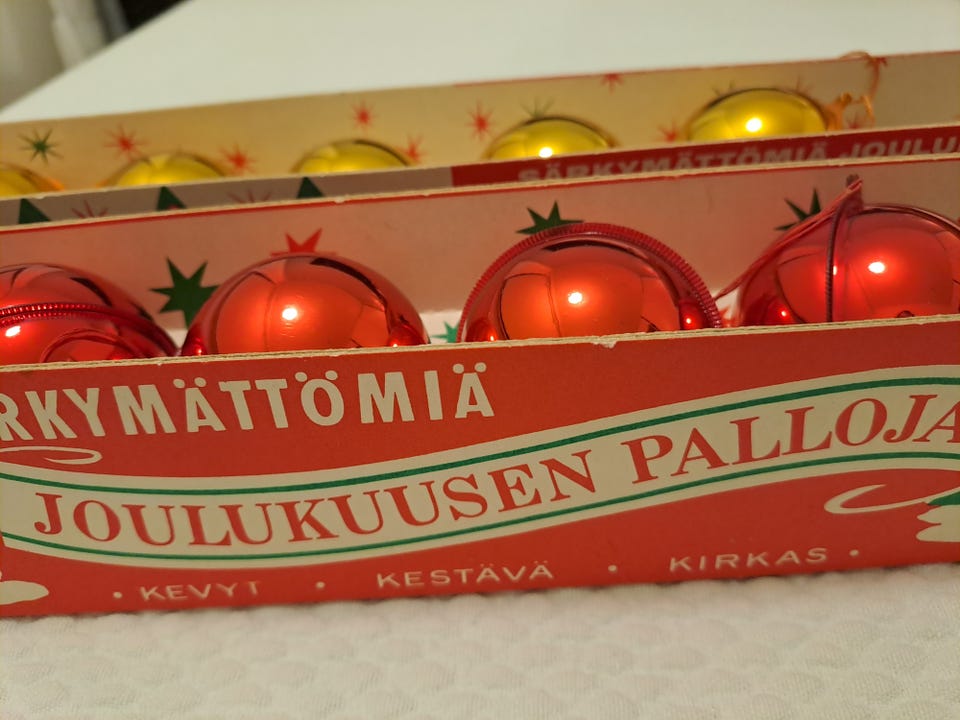 SÄRKYMÄTTÖMIÄ JOULU
RKYMÄTTÖMIÄ
JOULUKUUSEN PALLOJA
• KEVYT • KESTÄVÄ • KIRKAS •